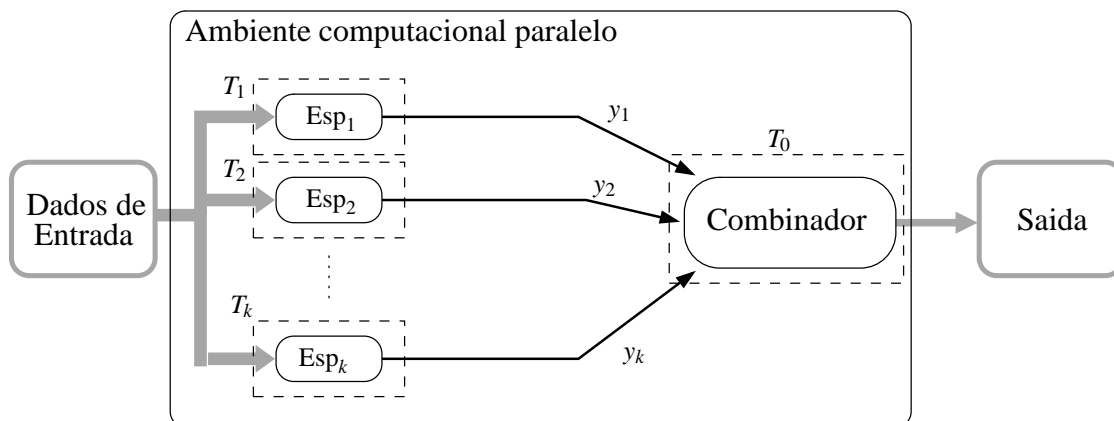 Ambiente computacional paralelo
T1
Esp1
y1
T0
T2
Esp2
y2
Dados de
Entrada
Combinador
Saida
Tk
Espk
yk